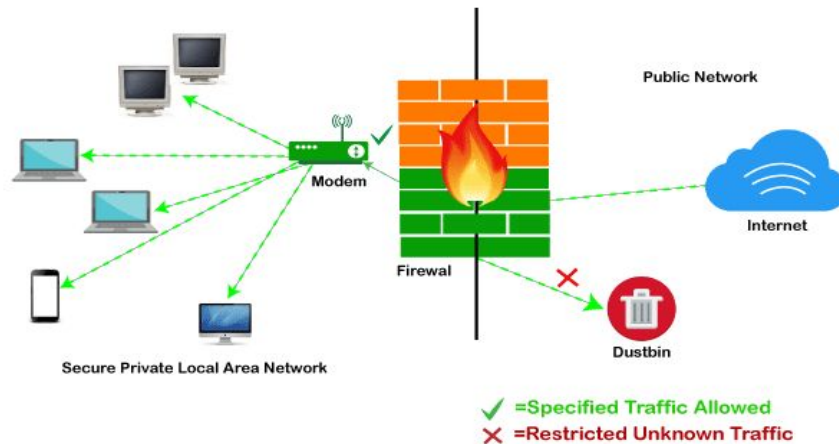 Public Network
Modem
Internet
Firewal
Dustbin
Secure Private Local Area Network
=Specified Traffic Allowed
=Restricted Unknown Traffic